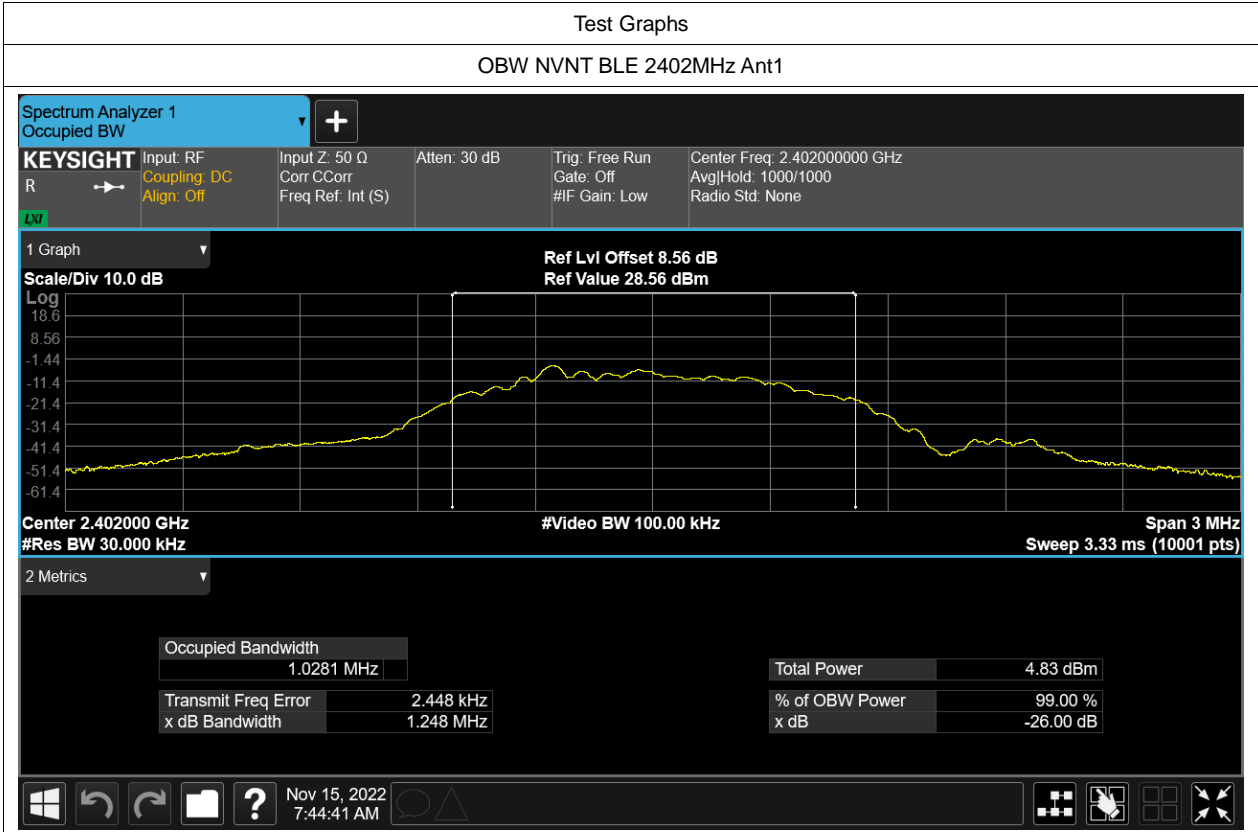 Test Graphs
OBW NVNT BLE 2402MHz Ant1
Spectrum Analyzer 1
Occupied BW
KEYSIGHT
R
LXI
Input: RF
Coupling: DC
Align: Off
Input Z: 50 Ω
Corr CCorr
Freq Ref: Int (S)
Atten: 30 dB
Trig: Free Run
Gate: Off
#IF Gain: Low
Center Freq: 2.402000000 GHz
Avg|Hold: 1000/1000
Radio Std: None
1 Graph
Scale/Div 10.0 dB
Ref Lvl Offset 8.56 dB
Ref Value 28.56 dBm
Log
18.6
8.56
-1.44
-11.4
-21.4
-31.4
-41.4
-51.4
-61.4
Center 2.402000 GHz
#Res BW 30.000 kHz
#Video BW 100.00 kHz
Span 3 MHz
Sweep 3.33 ms (10001 pts)
2 Metrics
Occupied Bandwidth
1.0281 MHz
Transmit Freq Error 2.448 kHz
x dB Bandwidth 1.248 MHz
Total Power 4.83 dBm
% of OBW Power 99.00 %
x dB -26.00 dB
?
Nov 15, 2022
7:44:41 AM